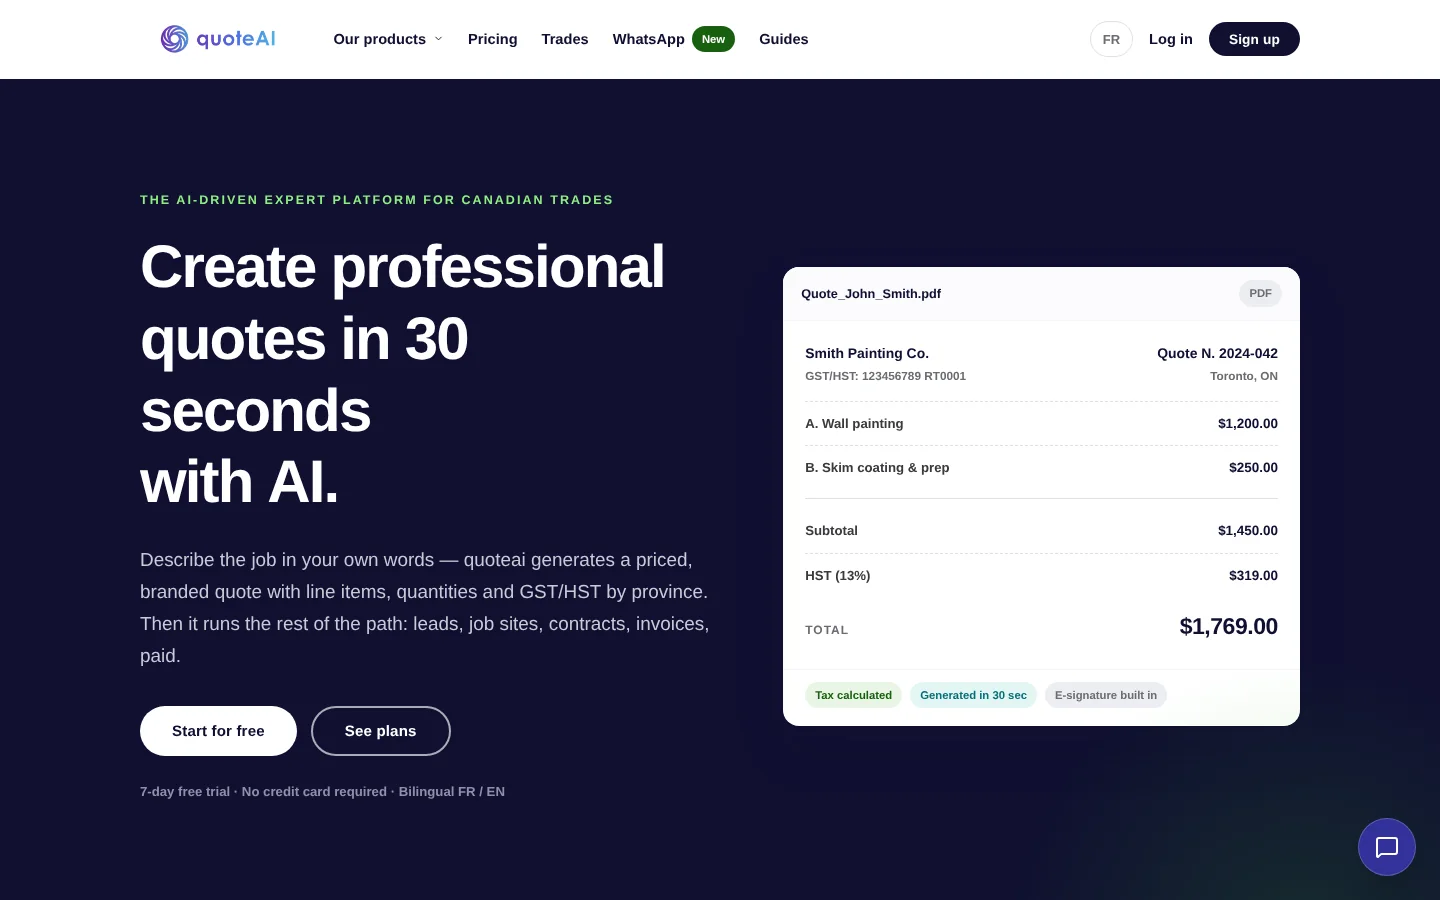 quoteAI
Our products
Pricing
Trades
WhatsApp New
Guides
FR
Log in
Sign up
THE AI-DRIVEN EXPERT PLATFORM FOR CANADIAN TRADES
Create professional
quotes in 30
seconds
with AI.
Describe the job in your own words — quoteai generates a priced,
branded quote with line items, quantities and GST/HST by province.
Then it runs the rest of the path: leads, job sites, contracts, invoices,
paid.
Start for free
See plans
7-day free trial · No credit card required · Bilingual FR / EN
Quote_John_Smith.pdf PDF
Smith Painting Co. Quote N. 2024-042
GST/HST: 123456789 RT0001 Toronto, ON
A. Wall painting $1,200.00
B. Skim coating & prep $250.00
Subtotal $1,450.00
HST (13%) $319.00
TOTAL $1,769.00
Tax calculated Generated in 30 sec E-signature built in